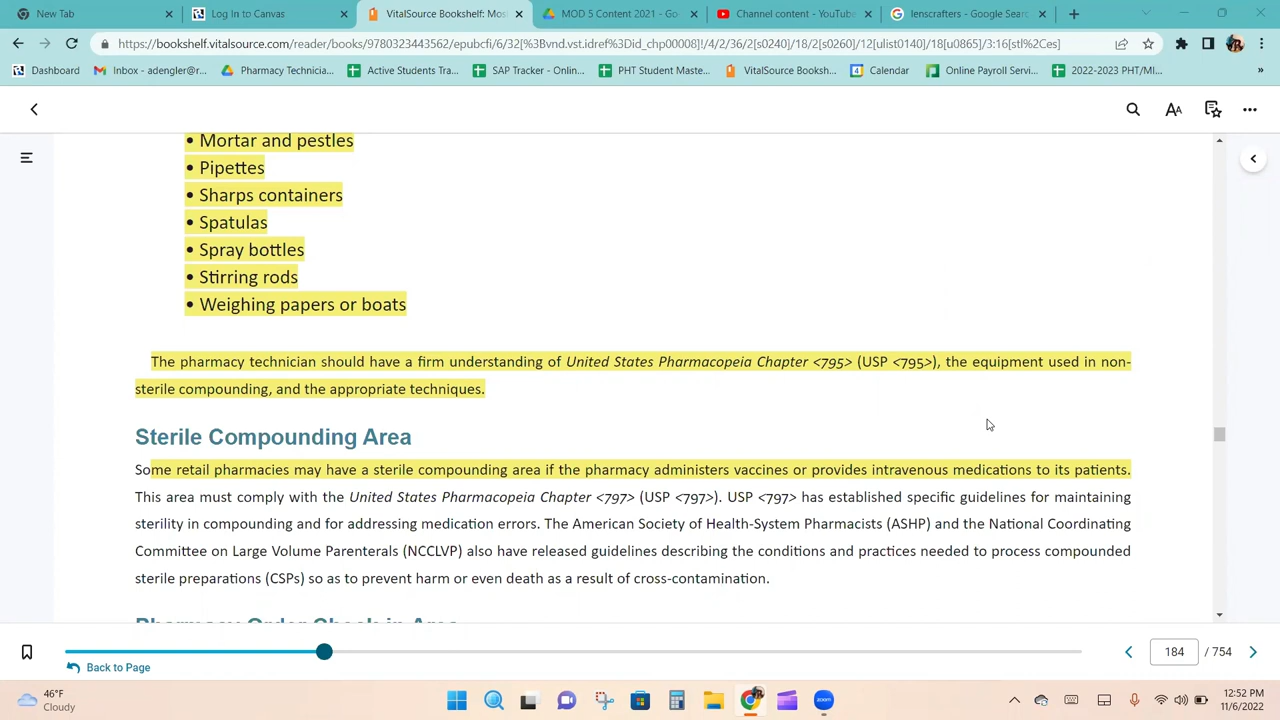 New Tab
Log In to Canvas
VitalSource Bookshelf: Mos
MOD 5 Content 2021 - Go
Channel content - YouTube
lenscrafters - Google Sear
https://bookshelf.vitalsource.com/reader/books/9780323443562/epubcfi/6/32[%3Bvnd.vst.idref%3Did_chp00008]!/4/2/36/2[s0240]/18/2[s0260]/12[ulist0140]/18[u0865]/3:16[stl%2Ces]
Dashboard
Inbox - adengler@r...
Pharmacy Technicia...
Active Students Tra...
SAP Tracker - Onlin...
PHT Student Maste...
VitalSource Booksh...
Calendar
Online Payroll Servi...
2022-2023 PHT/MI...
»
• Mortar and pestles
• Pipettes
• Sharps containers
• Spatulas
• Spray bottles
• Stirring rods
• Weighing papers or boats
The pharmacy technician should have a firm understanding of United States Pharmacopeia Chapter <795> (USP <795>), the equipment used in non-
sterile compounding, and the appropriate techniques.
Sterile Compounding Area
Some retail pharmacies may have a sterile compounding area if the pharmacy administers vaccines or provides intravenous medications to its patients.
This area must comply with the United States Pharmacopeia Chapter <797> (USP <797>). USP <797> has established specific guidelines for maintaining
sterility in compounding and for addressing medication errors. The American Society of Health-System Pharmacists (ASHP) and the National Coordinating
Committee on Large Volume Parenterals (NCCLVP) also have released guidelines describing the conditions and practices needed to process compounded
sterile preparations (CSPs) so as to prevent harm or even death as a result of cross-contamination.
Pharmacy Order Check-in Area
Back to Page
184 / 754
46°F
Cloudy
zoom
12:52 PM
11/6/2022